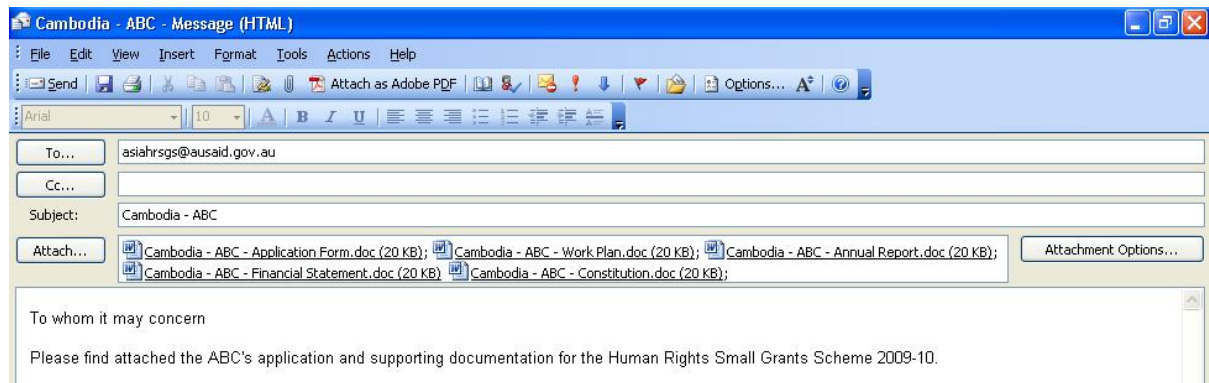 Cambodia - ABC - Message (HTML)
File Edit View Insert Format Tools Actions Help
Send Attach as Adobe PDF Options...
Arial 10 A B I U
To... asiahrsgs@ausaid.gov.au
Cc...
Subject: Cambodia - ABC
Attach... Cambodia - ABC - Application Form.doc (20 KB); Cambodia - ABC - Work Plan.doc (20 KB); Cambodia - ABC - Annual Report.doc (20 KB); Attachment Options...
Cambodia - ABC - Financial Statement.doc (20 KB) Cambodia - ABC - Constitution.doc (20 KB);
To whom it may concern
Please find attached the ABC's application and supporting documentation for the Human Rights Small Grants Scheme 2009-10.